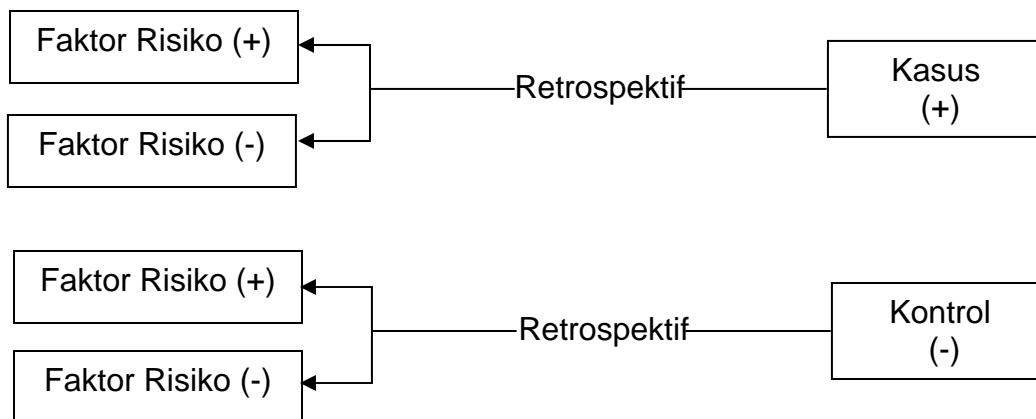 Faktor Risiko (+)
Faktor Risiko (-)
Retrospektif
Kasus
(+)
Faktor Risiko (+)
Faktor Risiko (-)
Retrospektif
Kontrol
(-)